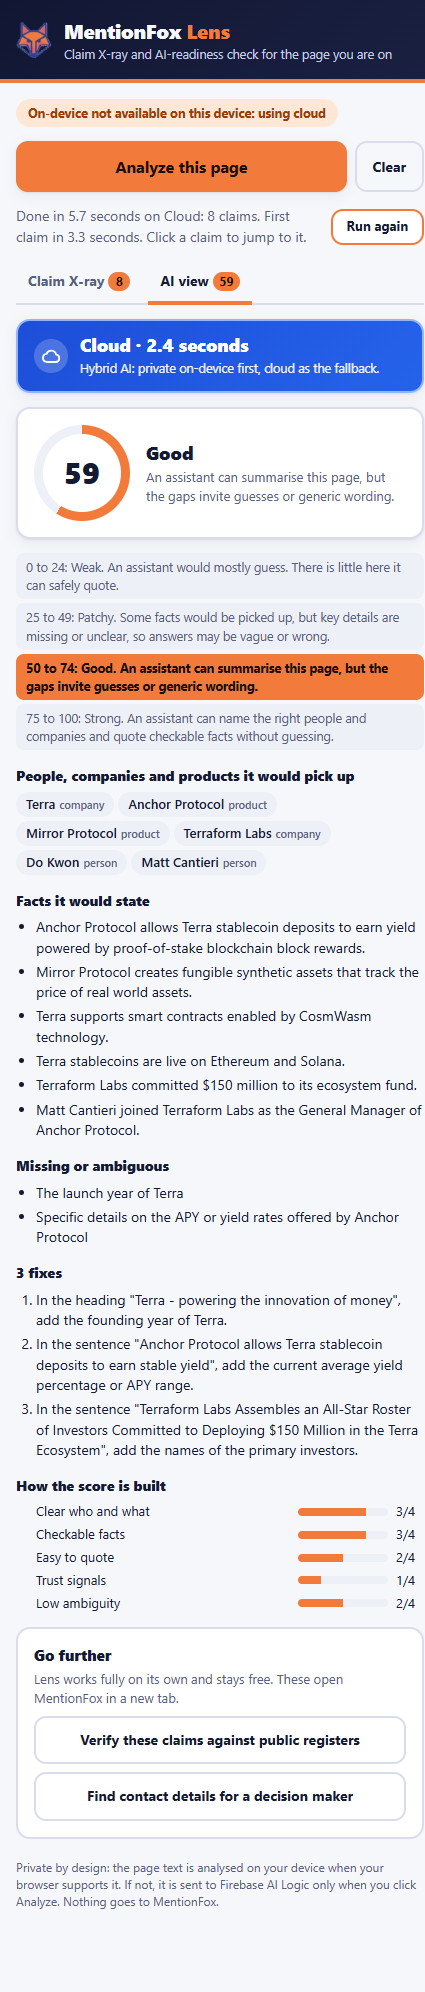 MentionFox Lens
Claim X-ray and AI-readiness check for the page you are on
On-device not available on this device: using cloud
Analyze this page
Clear
Done in 5.7 seconds on Cloud: 8 claims. First
claim in 3.3 seconds. Click a claim to jump to it.
Run again
Claim X-ray 8
AI view 59
Cloud · 2.4 seconds
Hybrid AI: private on-device first, cloud as the fallback.
59
Good
An assistant can summarise this page, but
the gaps invite guesses or generic wording.
0 to 24: Weak. An assistant would mostly guess. There is little here it
can safely quote.
25 to 49: Patchy. Some facts would be picked up, but key details are
missing or unclear, so answers may be vague or wrong.
50 to 74: Good. An assistant can summarise this page, but the
gaps invite guesses or generic wording.
75 to 100: Strong. An assistant can name the right people and
companies and quote checkable facts without guessing.
People, companies and products it would pick up
Terra company
Anchor Protocol product
Mirror Protocol product
Terraform Labs company
Do Kwon person
Matt Cantieri person
Facts it would state
• Anchor Protocol allows Terra stablecoin deposits to earn yield
powered by proof-of-stake blockchain block rewards.
• Mirror Protocol creates fungible synthetic assets that track the
price of real world assets.
• Terra supports smart contracts enabled by CosmWasm
technology.
• Terra stablecoins are live on Ethereum and Solana.
• Terraform Labs committed $150 million to its ecosystem fund.
• Matt Cantieri joined Terraform Labs as the General Manager of
Anchor Protocol.
Missing or ambiguous
• The launch year of Terra
• Specific details on the APY or yield rates offered by Anchor
Protocol
3 fixes
1. In the heading "Terra - powering the innovation of money",
add the founding year of Terra.
2. In the sentence "Anchor Protocol allows Terra stablecoin
deposits to earn stable yield", add the current average yield
percentage or APY range.
3. In the sentence "Terraform Labs Assembles an All-Star Roster
of Investors Committed to Deploying $150 Million in the Terra
Ecosystem", add the names of the primary investors.
How the score is built
Clear who and what 3/4
Checkable facts 3/4
Easy to quote 2/4
Trust signals 1/4
Low ambiguity 2/4
Go further
Lens works fully on its own and stays free. These open
MentionFox in a new tab.
Verify these claims against public registers
Find contact details for a decision maker
Private by design: the page text is analysed on your device when your
browser supports it. If not, it is sent to Firebase AI Logic only when you click
Analyze. Nothing goes to MentionFox.